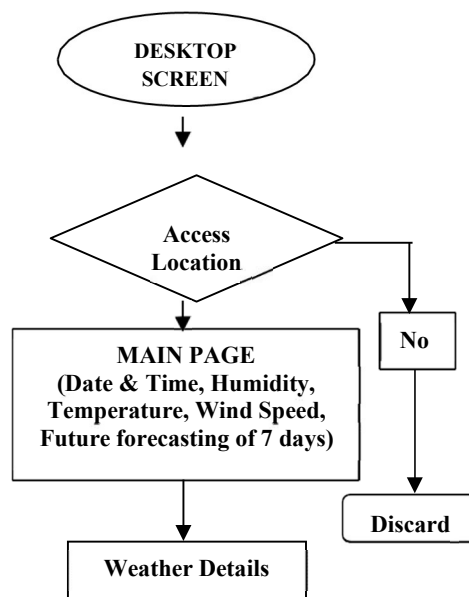 DESKTOP
SCREEN
Access
Location
No
MAIN PAGE
(Date & Time, Humidity,
Temperature, Wind Speed,
Future forecasting of 7 days)
Discard
Weather Details